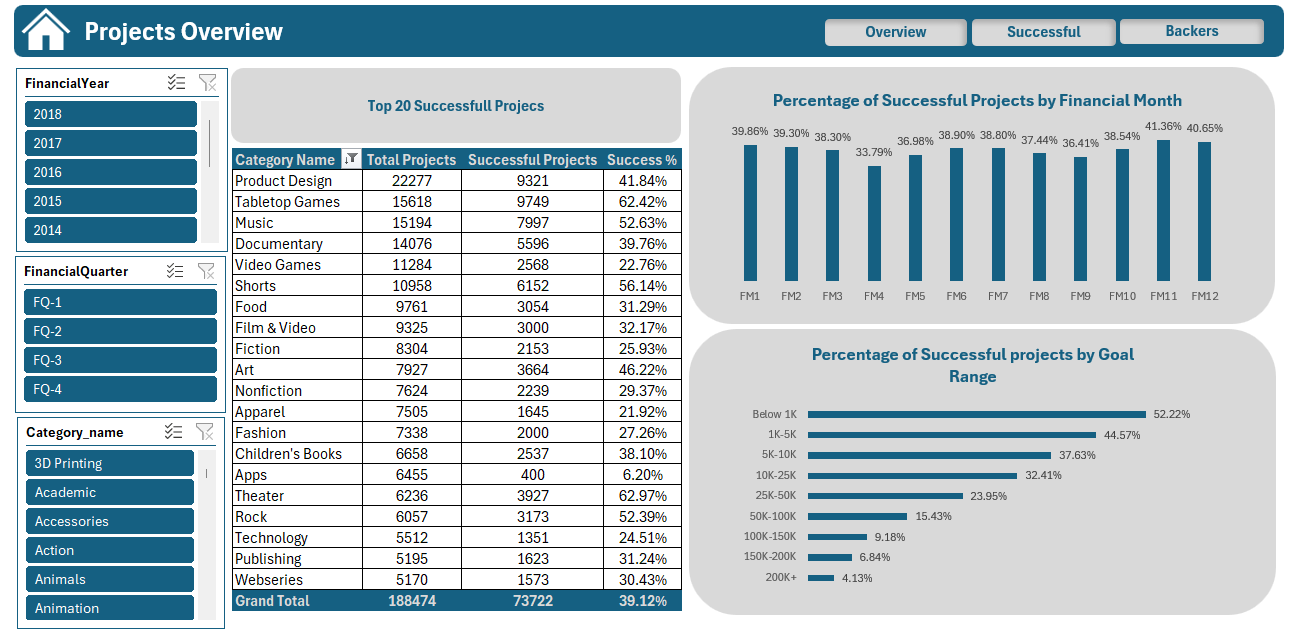 Projects Overview
Overview
Successful
Backers
FinancialYear
2018
2017
2016
2015
2014
FinancialQuarter
FQ-1
FQ-2
FQ-3
FQ-4
Category_name
3D Printing
Academic
Accessories
Action
Animals
Animation
Top 20 Successfull Projecs
Category Name Total Projects Successful Projects Success %
Product Design 22277 9321 41.84%
Tabletop Games 15618 9749 62.42%
Music 15194 7997 52.63%
Documentary 14076 5596 39.76%
Video Games 11284 2568 22.76%
Shorts 10958 6152 56.14%
Food 9761 3054 31.29%
Film & Video 9325 3000 32.17%
Fiction 8304 2153 25.93%
Art 7927 3664 46.22%
Nonfiction 7624 2239 29.37%
Apparel 7505 1645 21.92%
Fashion 7338 2000 27.26%
Children's Books 6658 2537 38.10%
Apps 6455 400 6.20%
Theater 6236 3927 62.97%
Rock 6057 3173 52.39%
Technology 5512 1351 24.51%
Publishing 5195 1623 31.24%
Webseries 5170 1573 30.43%
Grand Total 188474 73722 39.12%
Percentage of Successful Projects by Financial Month
39.86% 39.30% 38.30% 33.79% 36.98% 38.90% 38.80% 37.44% 36.41% 38.54% 41.36% 40.65%
FM1 FM2 FM3 FM4 FM5 FM6 FM7 FM8 FM9 FM10 FM11 FM12
Percentage of Successful projects by Goal
Range
Below 1K 52.22%
1K-5K 44.57%
5K-10K 37.63%
10K-25K 32.41%
25K-50K 23.95%
50K-100K 15.43%
100K-150K 9.18%
150K-200K 6.84%
200K+ 4.13%